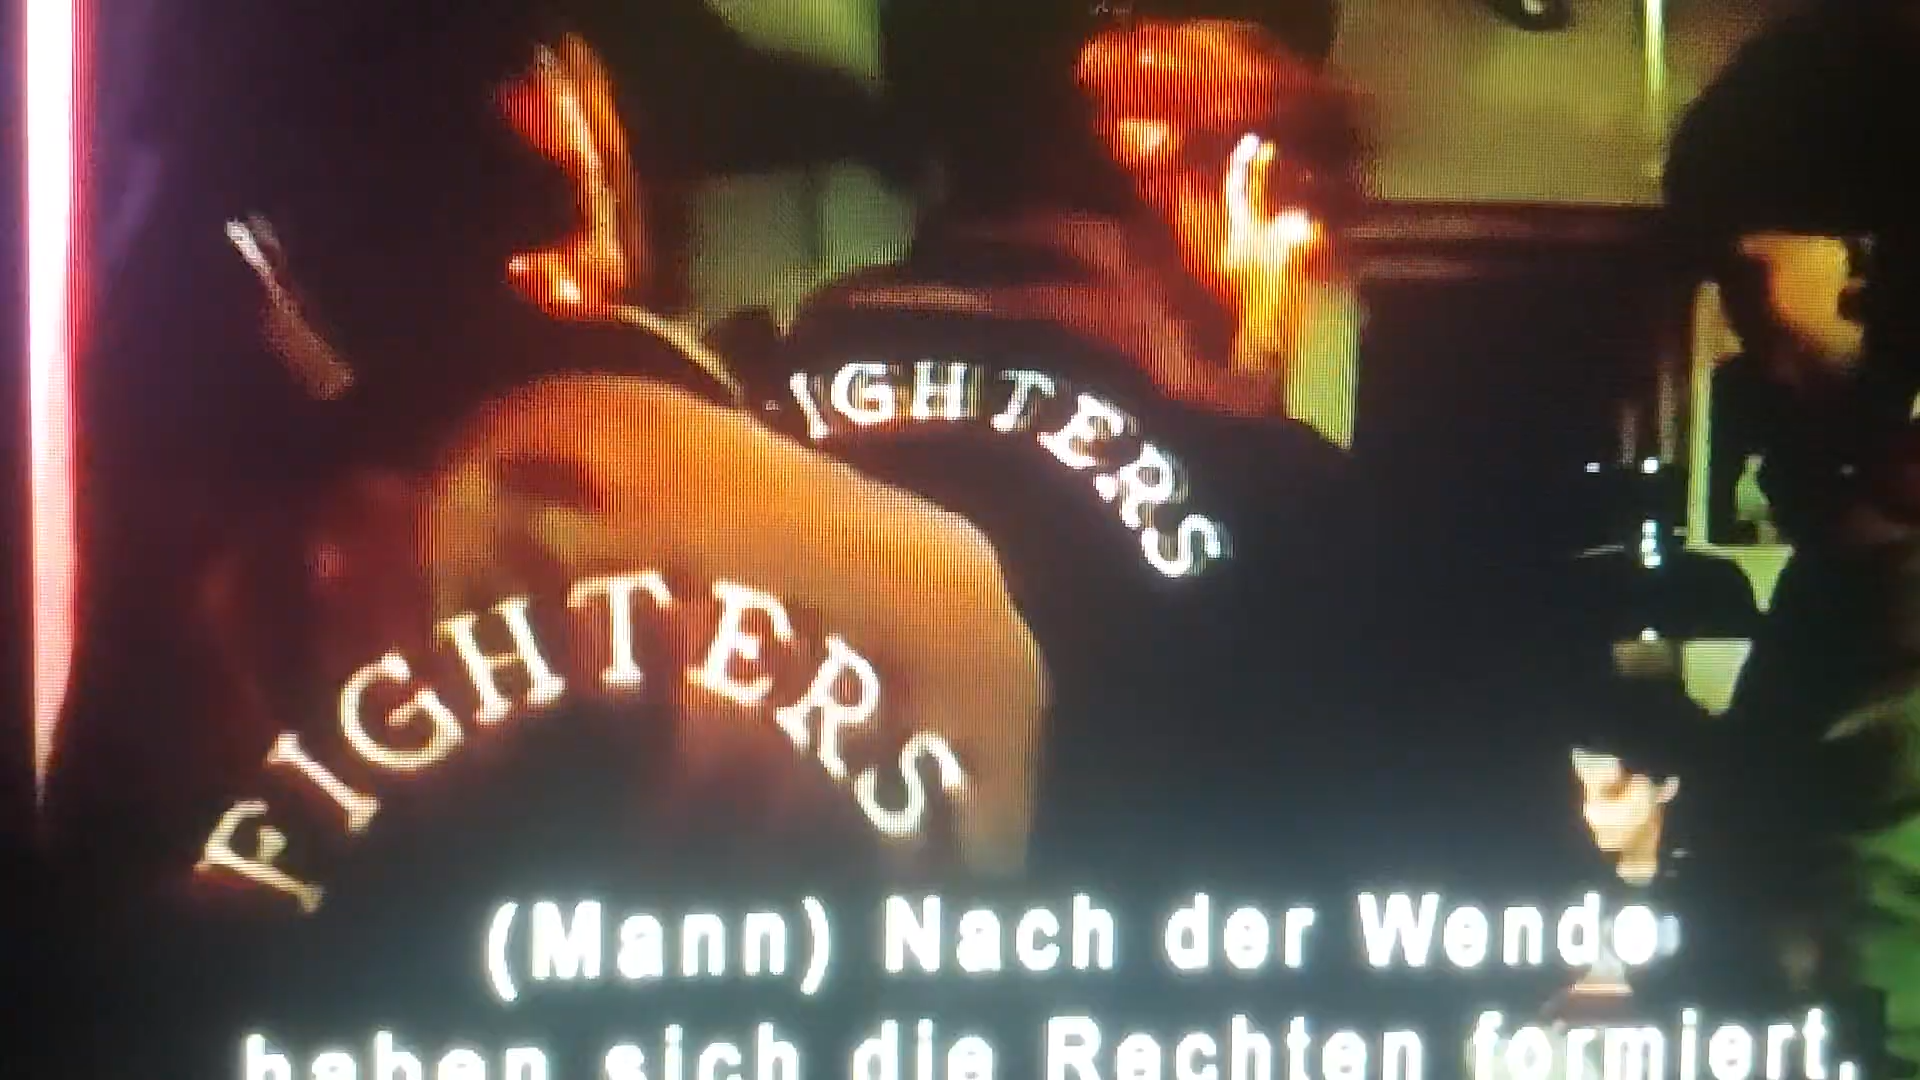 IGHTERS
FIGHTERS
(Mann) Nach der Wende
haben sich die Rechten formiert.